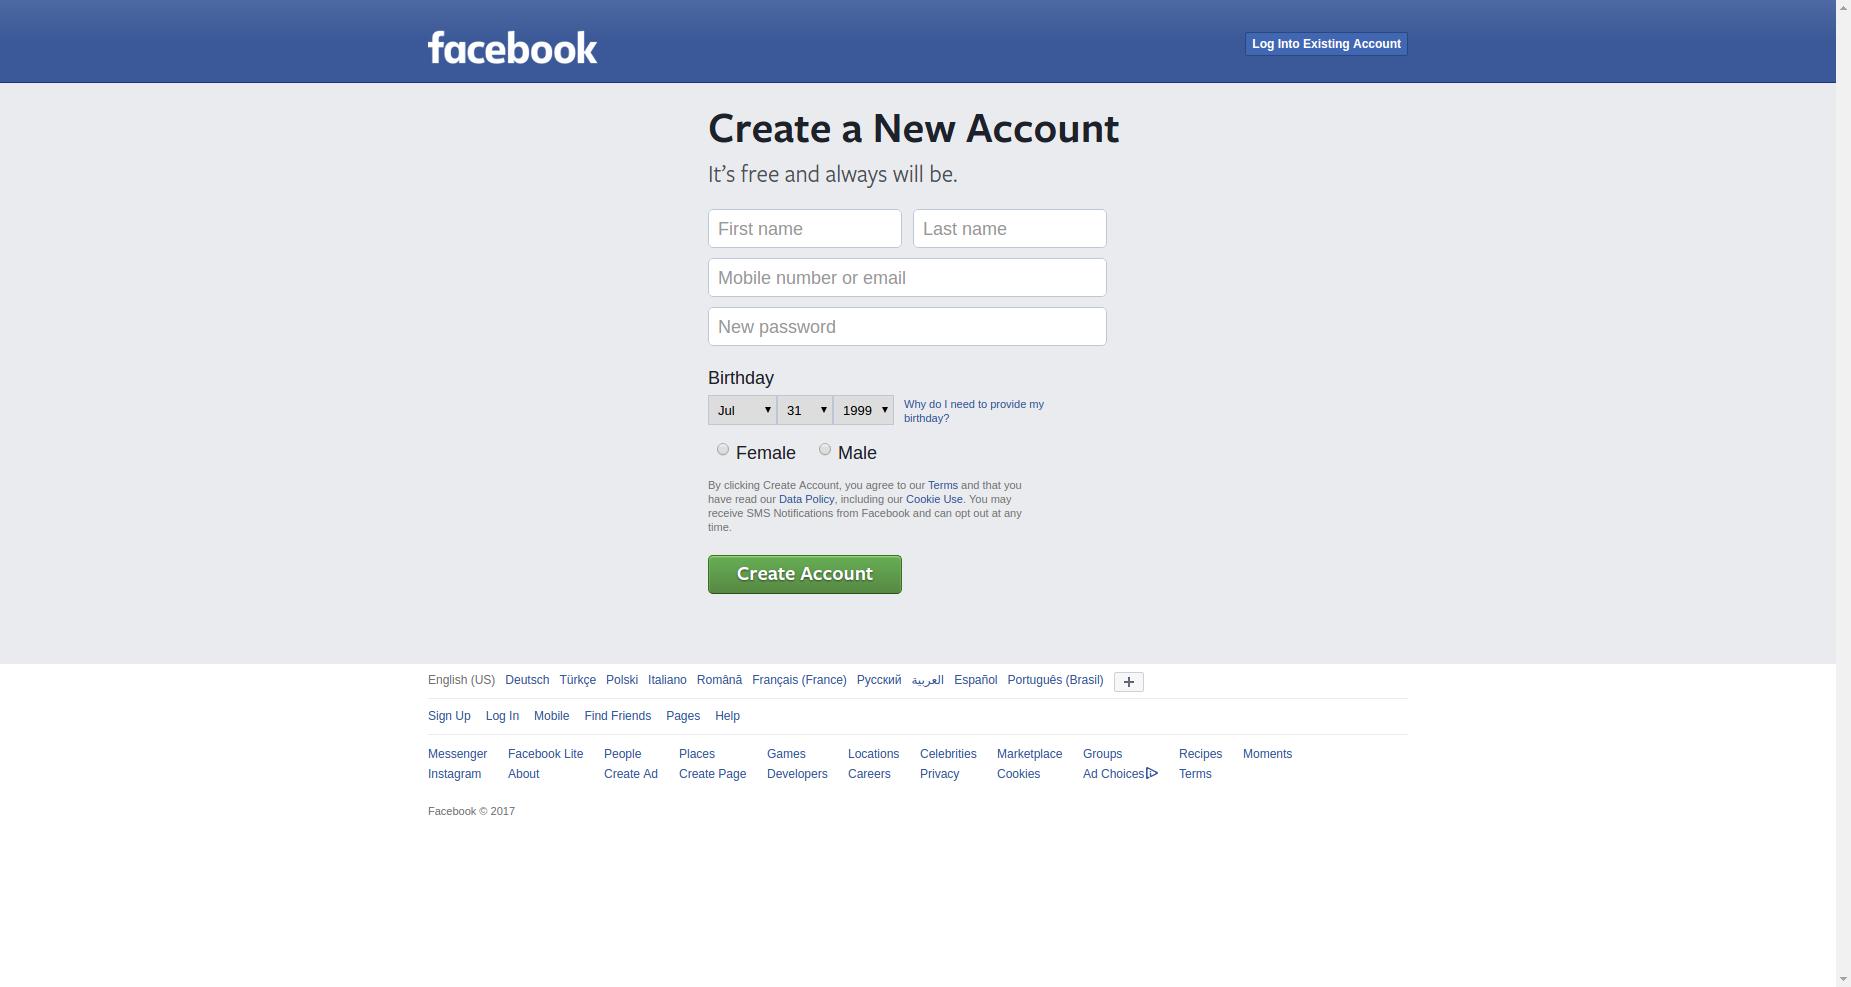 facebook
Log Into Existing Account
Create a New Account
It's free and always will be.
First name Last name
Mobile number or email
New password
Birthday
Jul 31 1999 Why do I need to provide my
birthday?
Female Male
By clicking Create Account, you agree to our Terms and that you
have read our Data Policy, including our Cookie Use. You may
receive SMS Notifications from Facebook and can opt out at any
time.
Create Account
English (US) Deutsch Türkçe Polski Italiano Română Français (France) Русский العربية Español Português (Brasil)
Sign Up Log In Mobile Find Friends Pages Help
Messenger Facebook Lite People Places Games Locations Celebrities Marketplace Groups Recipes Moments
Instagram About Create Ad Create Page Developers Careers Privacy Cookies Ad Choices Terms
Facebook © 2017